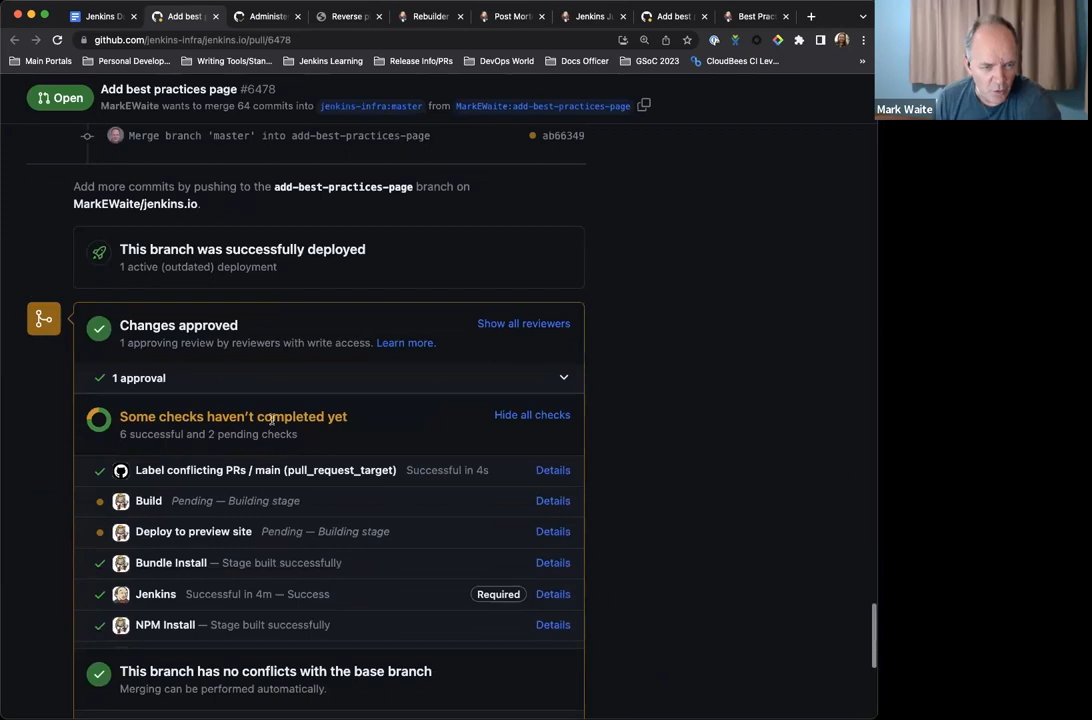 Jenkins D
Add best p
Administe
Reverse p
Rebuilder
Post Mort
Jenkins J
Add best
Best Prac
github.com/jenkins-infra/jenkins.io/pull/6478
Main Portals
Personal Develop...
Writing Tools/Stan...
Jenkins Learning
Release Info/PRs
DevOps World
Docs Officer
GSoC 2023
CloudBees CI Lev...
Mark Waite
Open
Add best practices page #6478
MarkEWaite wants to merge 64 commits into jenkins-infra:master from MarkEWaite:add-best-practices-page
Merge branch 'master' into add-best-practices-page ab66349
Add more commits by pushing to the add-best-practices-page branch on
MarkEWaite/jenkins.io.
This branch was successfully deployed
1 active (outdated) deployment
Changes approved Show all reviewers
1 approving review by reviewers with write access. Learn more.
1 approval
Some checks haven't completed yet Hide all checks
6 successful and 2 pending checks
Label conflicting PRs / main (pull_request_target) Successful in 4s Details
Build Pending — Building stage Details
Deploy to preview site Pending — Building stage Details
Bundle Install — Stage built successfully Details
Jenkins Successful in 4m — Success Required Details
NPM Install — Stage built successfully Details
This branch has no conflicts with the base branch
Merging can be performed automatically.